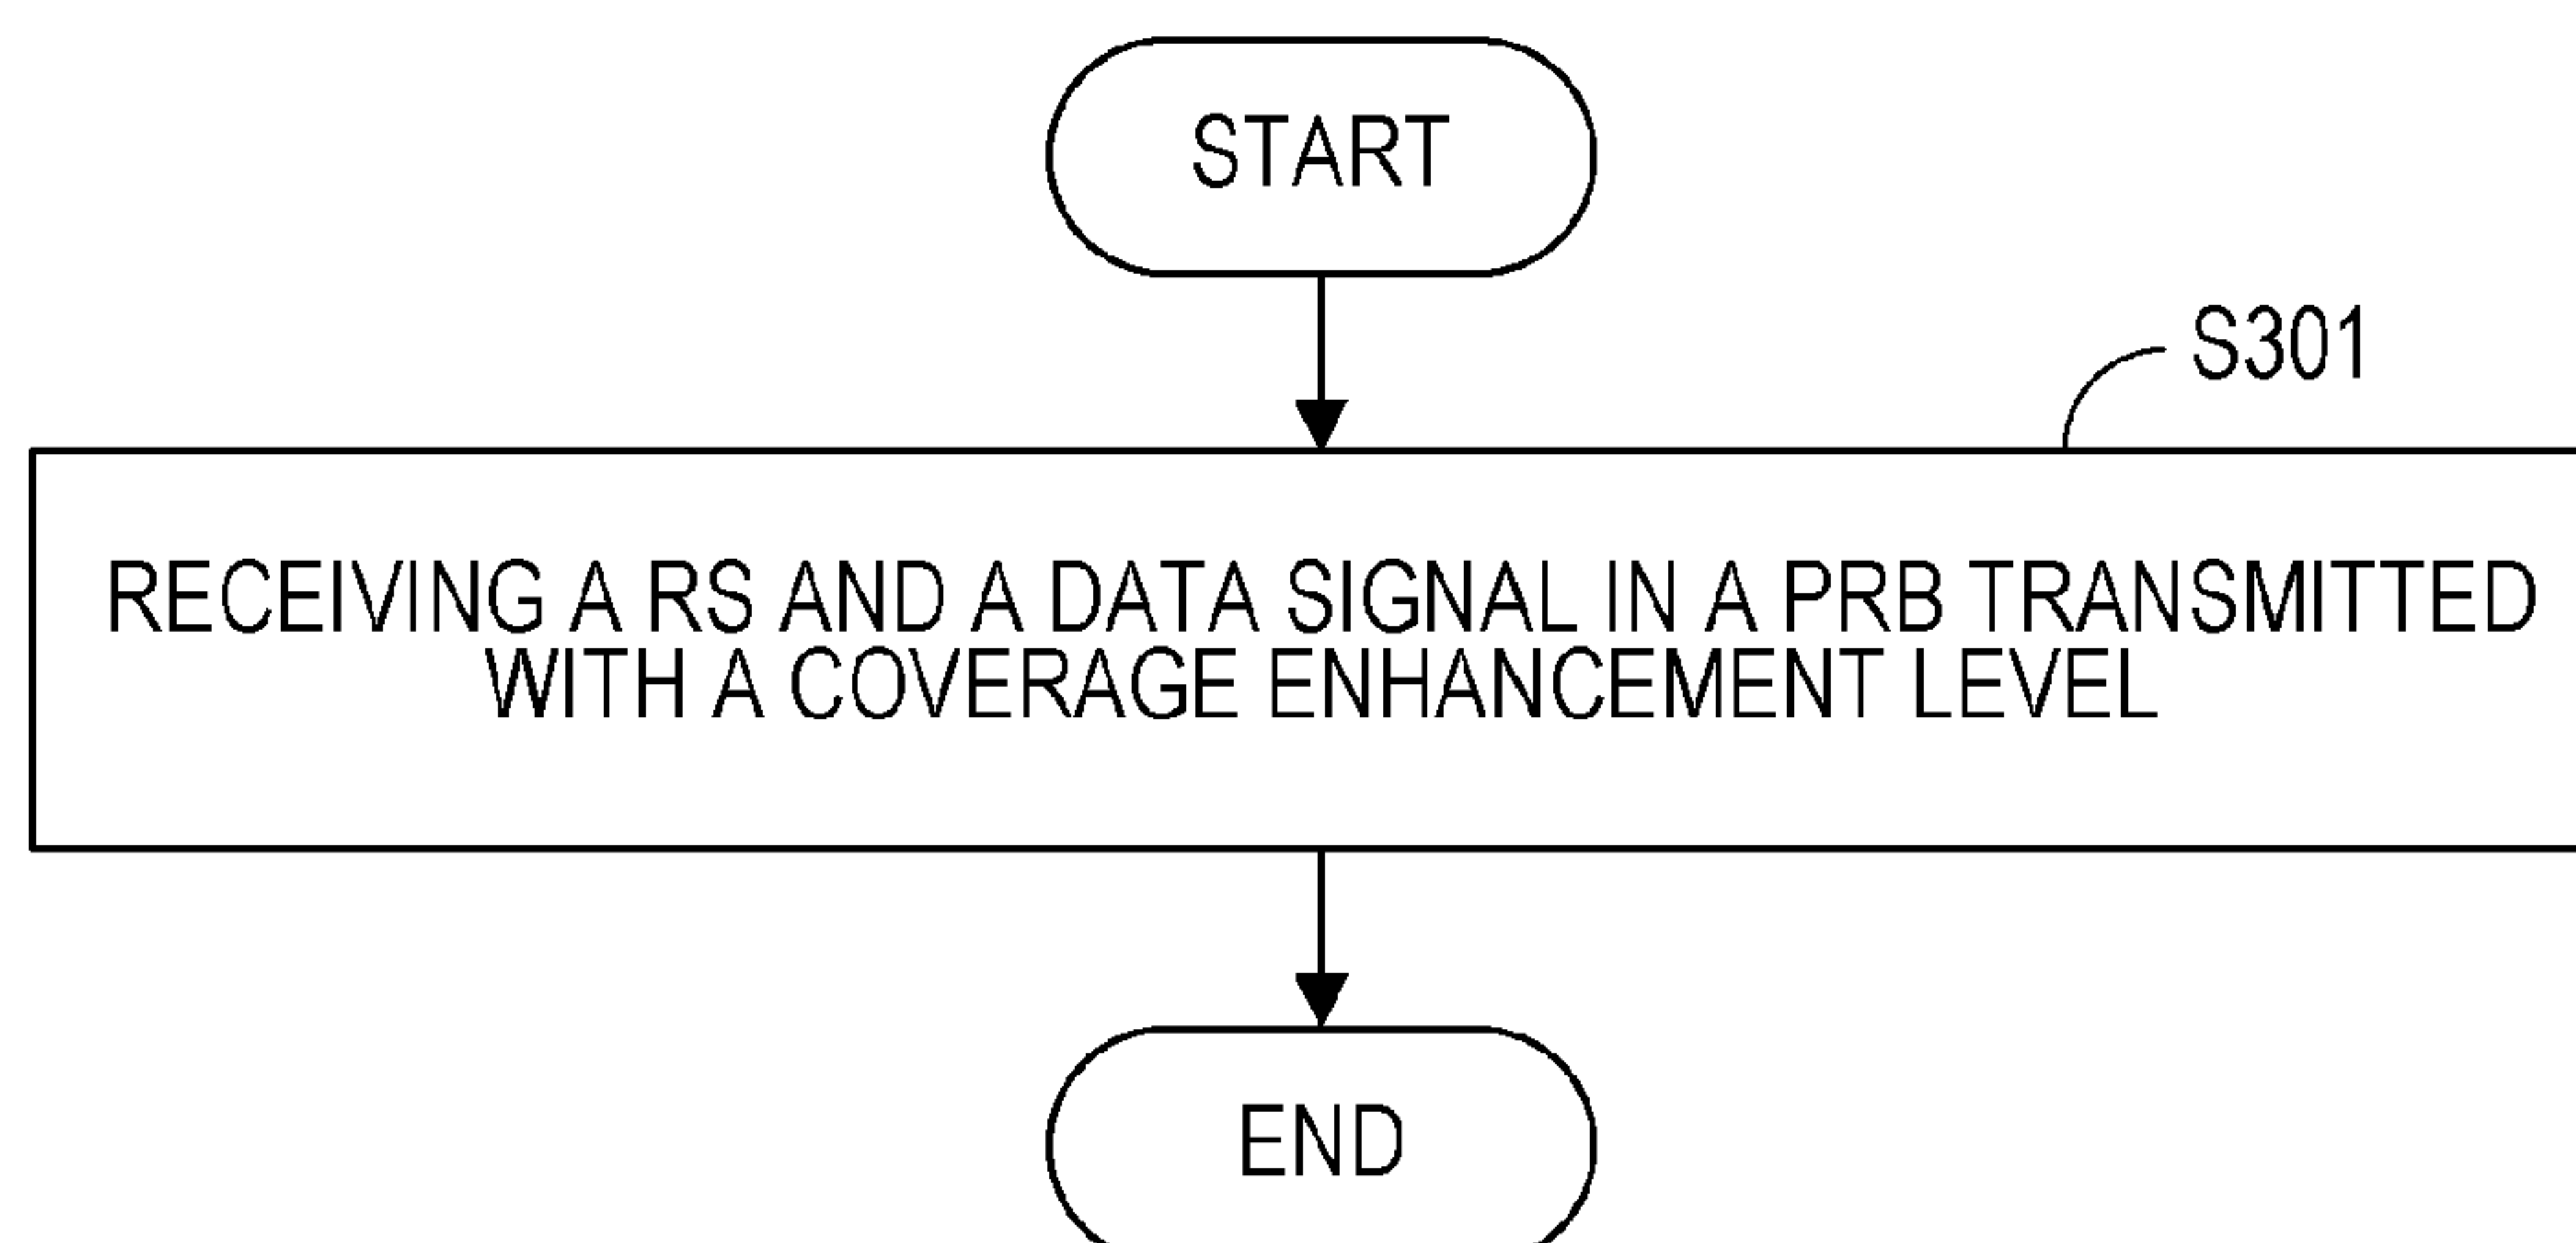 START
S301
RECEIVING A RS AND A DATA SIGNAL IN A PRB TRANSMITTED
WITH A COVERAGE ENHANCEMENT LEVEL
END